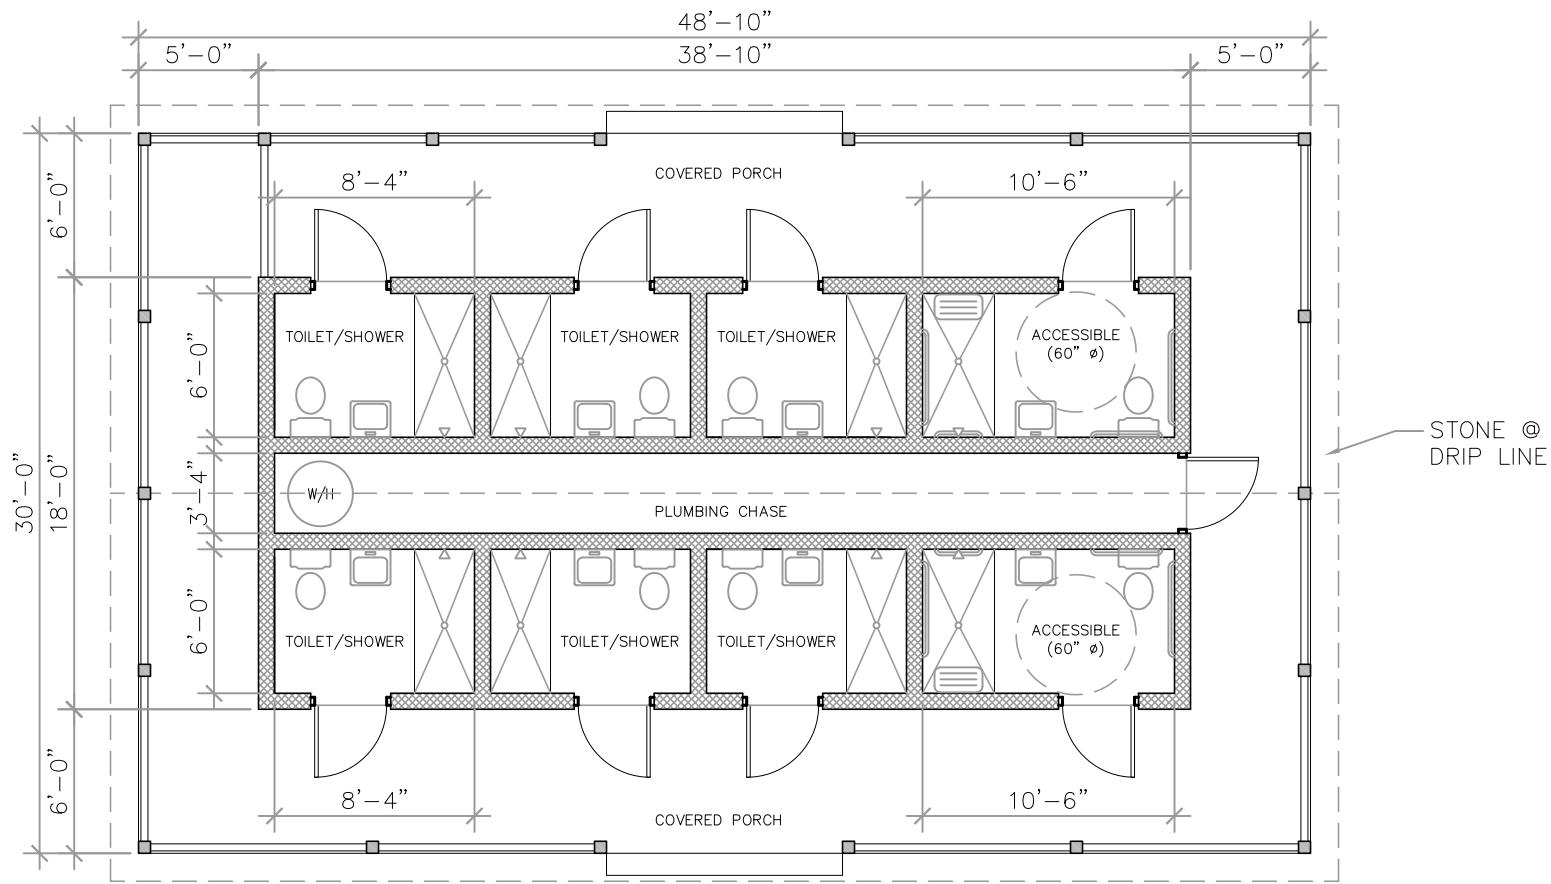 48'-10"
5'-0"
38'-10"
5'-0"
COVERED PORCH
6'-0"
8'-4"
10'-6"
TOILET/SHOWER
TOILET/SHOWER
TOILET/SHOWER
ACCESSIBLE
(60" ø)
6'-0"
STONE @
DRIP LINE
30'-0"
18'-0"
3'-4"
W/H
PLUMBING CHASE
6'-0"
TOILET/SHOWER
TOILET/SHOWER
TOILET/SHOWER
ACCESSIBLE
(60" ø)
6'-0"
8'-4"
10'-6"
COVERED PORCH